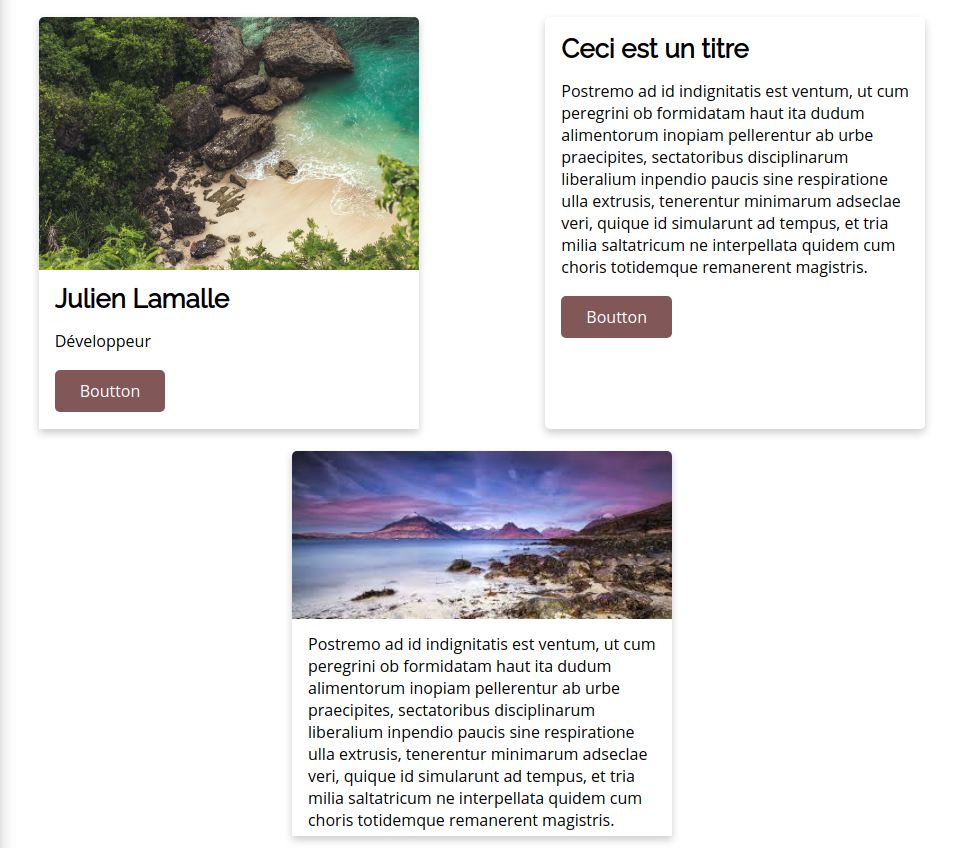 Julien Lamalle
Développeur
Boutton
Ceci est un titre
Postremo ad id indignitatis est ventum, ut cum
peregrini ob formidatam haut ita dudum
alimentorum inopiam pellerentur ab urbe
praecipites, sectatoribus disciplinarum
liberalium inpendio paucis sine respiratione
ulla extrusis, tenerentur minimarum adseclae
veri, quique id simularunt ad tempus, et tria
milia saltatricum ne interpellata quidem cum
choris totidemque remanerent magistris.
Boutton
Postremo ad id indignitatis est ventum, ut cum
peregrini ob formidatam haut ita dudum
alimentorum inopiam pellerentur ab urbe
praecipites, sectatoribus disciplinarum
liberalium inpendio paucis sine respiratione
ulla extrusis, tenerentur minimarum adseclae
veri, quique id simularunt ad tempus, et tria
milia saltatricum ne interpellata quidem cum
choris totidemque remanerent magistris.